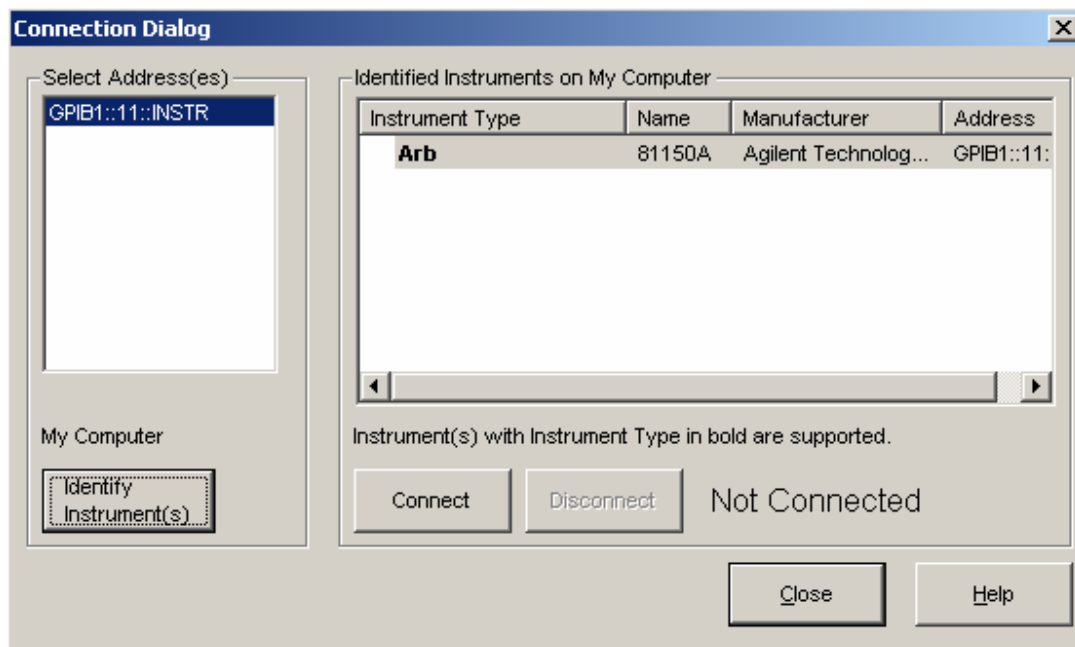 Connection Dialog
Select Address(es)
GPIB1::11::INSTR
My Computer
Identify
Instrument(s)
Identified Instruments on My Computer
Instrument Type Name Manufacturer Address
Arb 81150A Agilent Technolog... GPIB1::11:
Instrument(s) with Instrument Type in bold are supported.
Connect Disconnect Not Connected
Close Help